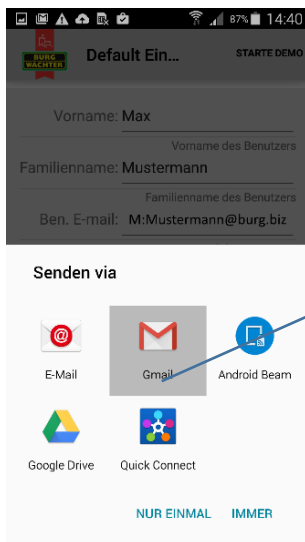 87% 14:40
BURG
WÄCHTER
Default Ein...
STARTE DEMO
Vorname: Max
Vorname des Benutzers
Familienname: Mustermann
Familienname des Benutzers
Ben. E-mail: M:Mustermann@burg.biz
Senden via
E-Mail
Gmail
Android Beam
Google Drive
Quick Connect
NUR EINMAL
IMMER